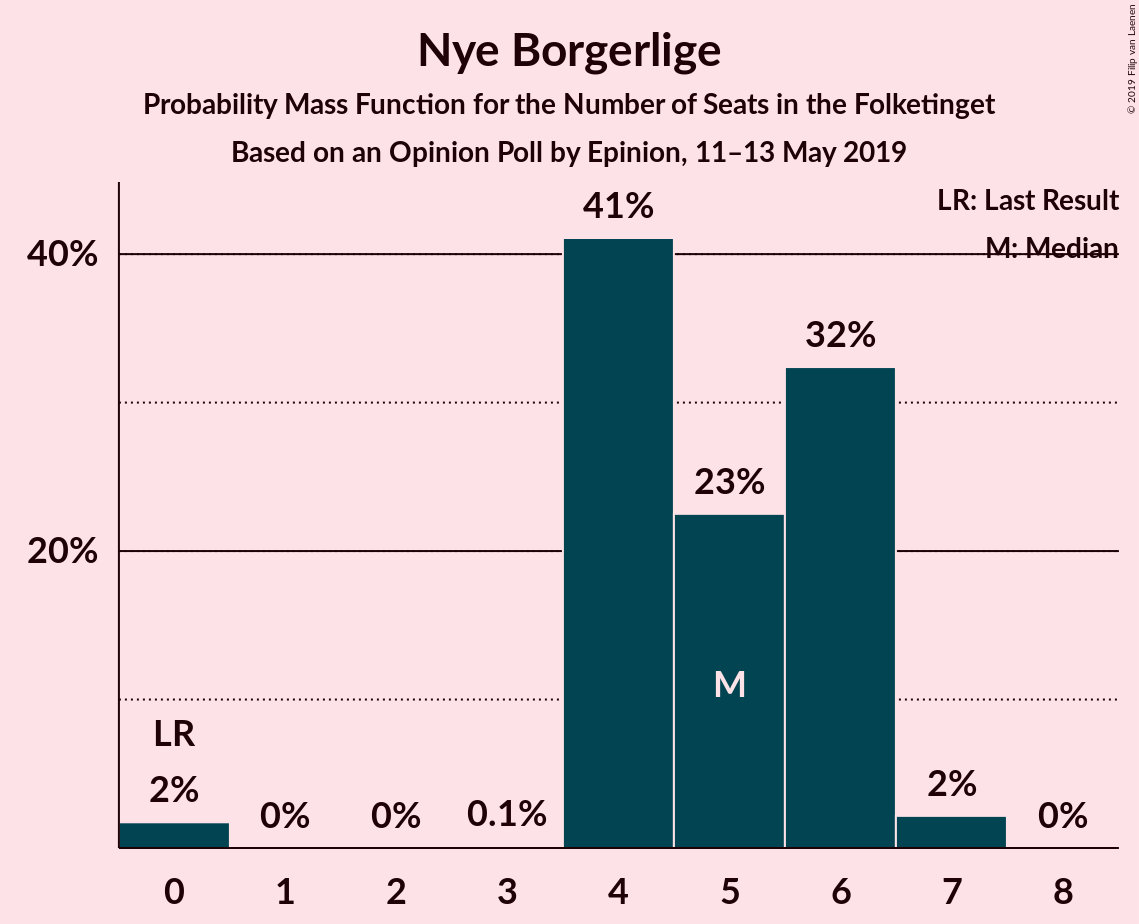 Nye Borgerlige
Probability Mass Function for the Number of Seats in the Folketinget
Based on an Opinion Poll by Epinion, 11–13 May 2019
© 2019 Filip van Laenen
LR: Last Result
M: Median
41%
40%
32%
23%
20%
M
LR
2%
0%
0%
0.1%
2%
0%
0
1
2
3
4
5
6
7
8